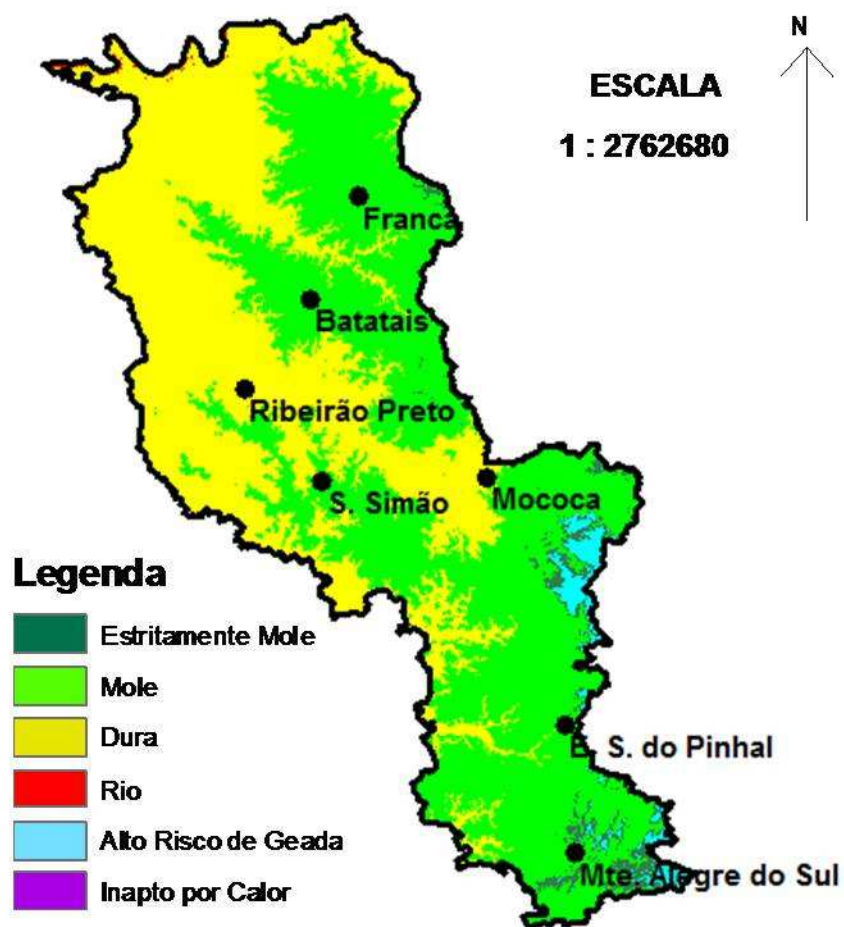 N
ESCALA
1 : 2762680
Franca
Batatais
Ribeirão Preto
S. Simão
Mococa
Legenda
Estritamente Mole
Mole
Dura
Rio
Alto Risco de Geada
Inapto por Calor
E. S. do Pinhal
Mte. Alegre do Sul